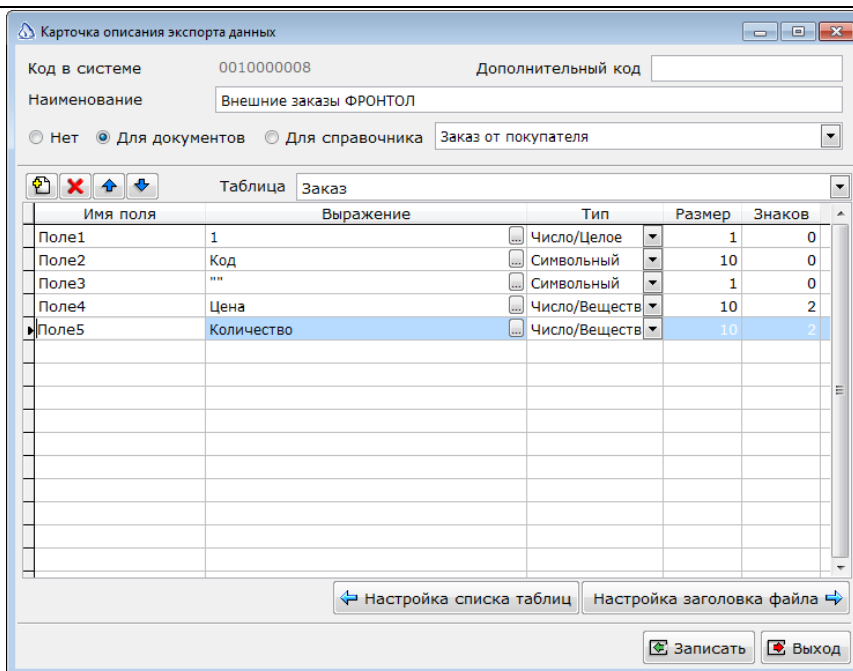 Карточка описания экспорта данных
Код в системе 0010000008 Дополнительный код
Наименование Внешние заказы ФРОНТОЛ
Нет Для документов Для справочника Заказ от покупателя
Таблица Заказ
Имя поля Выражение Тип Размер Знаков
Поле1 1 ... Число/Целое 1 0
Поле2 Код ... Символьный 10 0
Поле3 "" ... Символьный 1 0
Поле4 Цена ... Число/Веществ 10 2
Поле5 Количество ... Число/Веществ 10 2
Настройка списка таблиц Настройка заголовка файла
Записать Выход